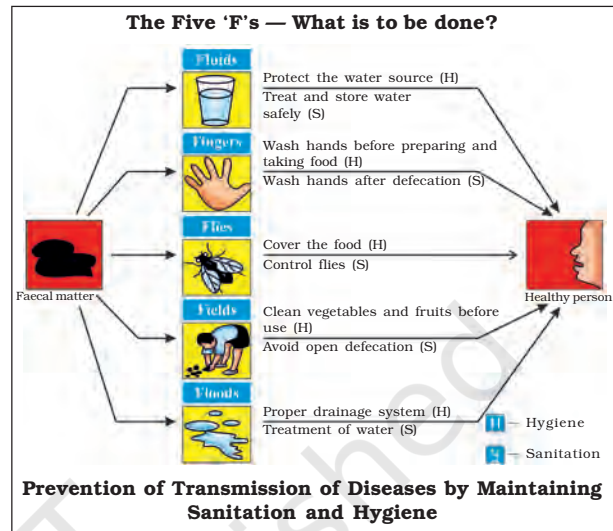 The Five 'F's — What is to be done?
Fluids
Protect the water source (H)
Treat and store water
safely (S)
Fingers
Wash hands before preparing and
taking food (H)
Wash hands after defecation (S)
Flies
Cover the food (H)
Control flies (S)
Faecal matter
Healthy person
Fields
Clean vegetables and fruits before
use (H)
Avoid open defecation (S)
Floods
Proper drainage system (H)
Treatment of water (S)
H – Hygiene
S – Sanitation
Prevention of Transmission of Diseases by Maintaining
Sanitation and Hygiene